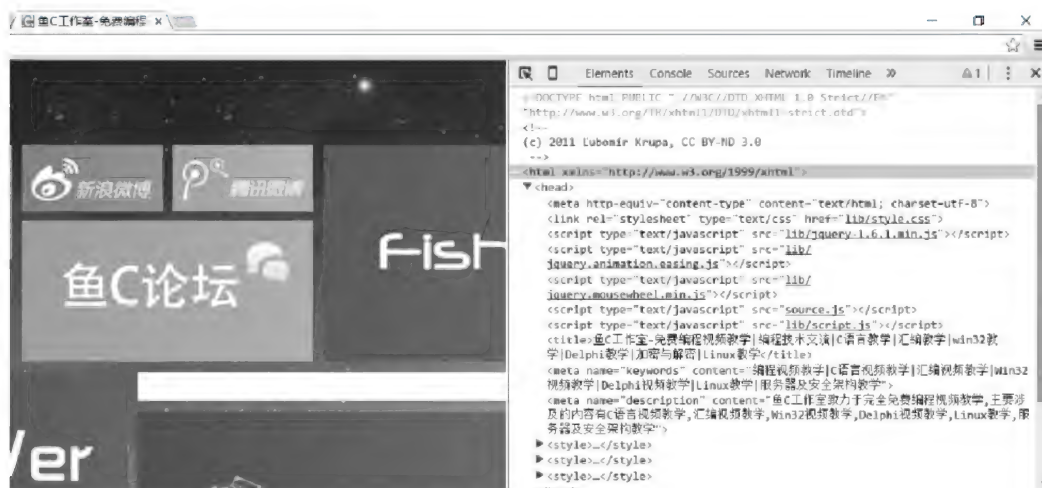 鱼C工作室-免费编程 ×
Elements Console Sources Network Timeline » 1
<!DOCTYPE html PUBLIC "-//W3C//DTD XHTML 1.0 Strict//EN"
"http://www.w3.org/TR/xhtml1/DTD/xhtml1-strict.dtd">
<!--
(c) 2011 Ľubomír Krupa, CC BY-ND 3.0
-->
<html xmlns="http://www.w3.org/1999/xhtml">
▼<head>
<meta http-equiv="content-type" content="text/html; charset=utf-8">
<link rel="stylesheet" type="text/css" href="lib/style.css">
<script type="text/javascript" src="lib/jquery-1.6.1.min.js"></script>
<script type="text/javascript" src="lib/
jquery.animation.easing.js"></script>
<script type="text/javascript" src="lib/
jquery.mousewheel.min.js"></script>
<script type="text/javascript" src="source.js"></script>
<script type="text/javascript" src="lib/script.js"></script>
<title>鱼C工作室-免费编程视频教学|编程技术交流|C语言教学|汇编教学|win32教
学|Delphi教学|加密与解密|Linux教学</title>
<meta name="keywords" content="编程视频教学|C语言视频教学|汇编视频教学|Win32
视频教学|Delphi视频教学|Linux教学|服务器及安全架构教学">
<meta name="description" content="鱼C工作室致力于完全免费编程视频教学,主要涉
及的内容有C语言视频教学,汇编视频教学,Win32视频教学,Delphi视频教学,Linux教学,服
务器及安全架构教学">
▶<style>…</style>
▶<style>…</style>
▶<style>…</style>
新浪微博
腾讯微博
鱼C论坛
Fish
Ver